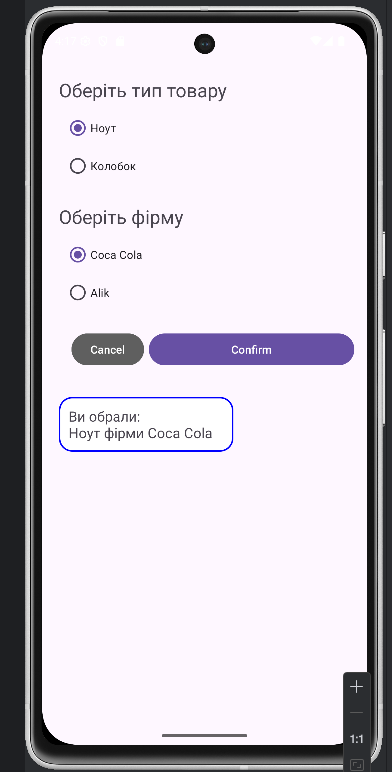 Оберіть тип товару
Ноут
Колобок
Оберіть фірму
Coca Cola
Alik
Cancel Confirm
Ви обрали:
Ноут фірми Coca Cola
1:1